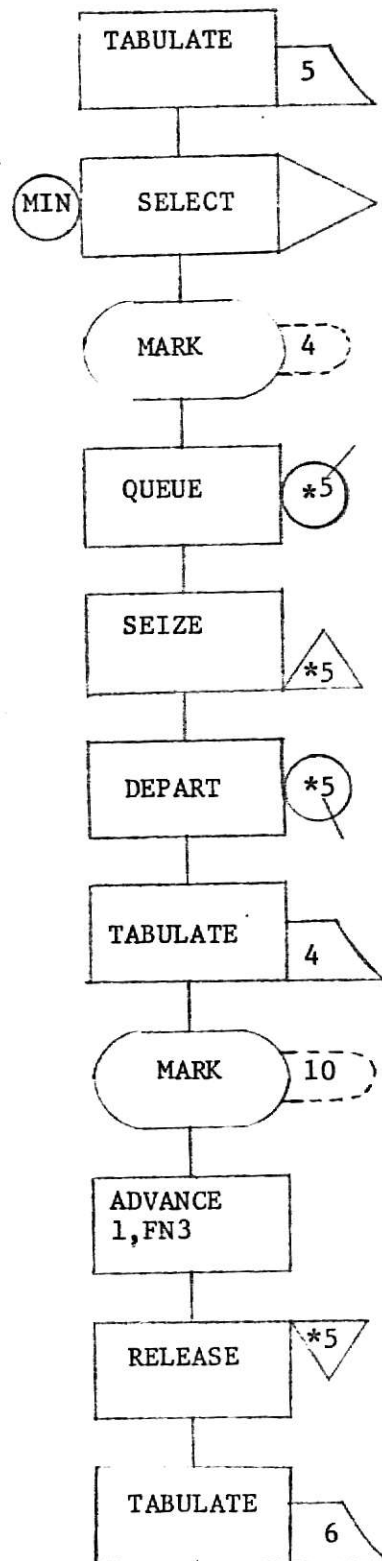 TABULATE
5
MIN
SELECT
MARK
4
QUEUE
*5
SEIZE
*5
DEPART
*5
TABULATE
4
MARK
10
ADVANCE
1,FN3
RELEASE
*5
TABULATE
6